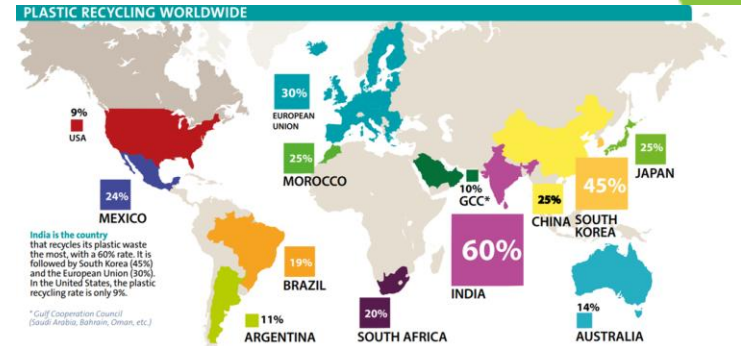 PLASTIC RECYCLING WORLDWIDE
9%
USA
30%
EUROPEAN
UNION
25%
MOROCCO
24%
MEXICO
10%
GCC*
25%
CHINA
45%
SOUTH
KOREA
25%
JAPAN
60%
INDIA
19%
BRAZIL
20%
SOUTH AFRICA
14%
AUSTRALIA
11%
ARGENTINA
India is the country
that recycles its plastic waste
the most, with a 60% rate. It is
followed by South Korea (45%)
and the European Union (30%).
In the United States, the plastic
recycling rate is only 9%.
* Gulf Cooperation Council
(Saudi Arabia, Bahrain, Oman, etc.)